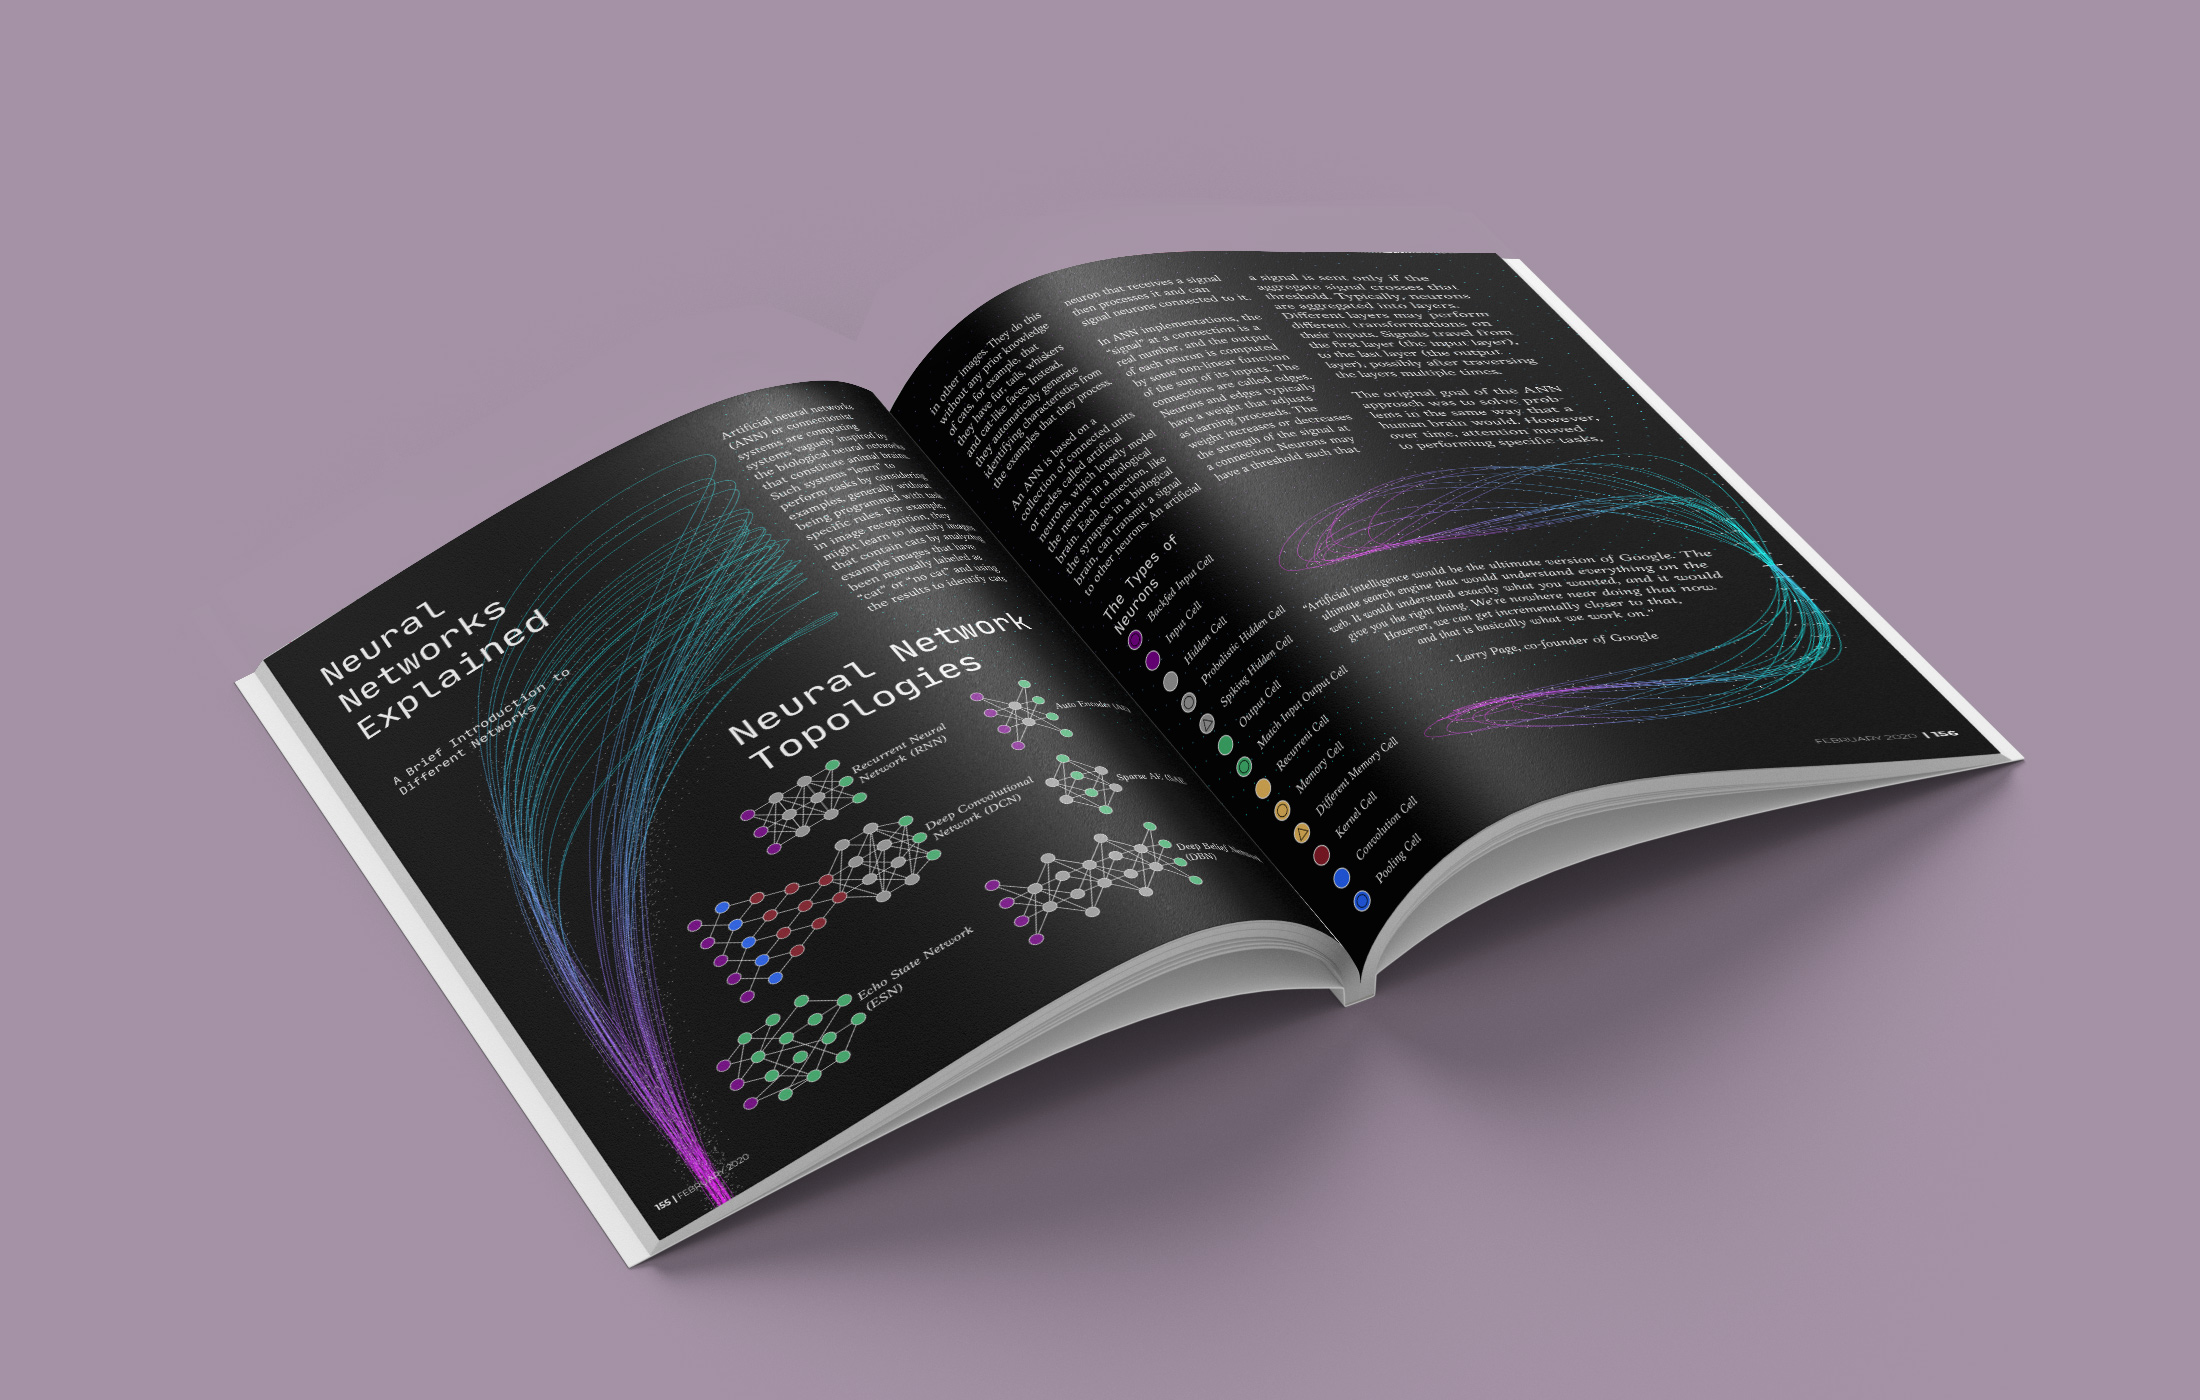 Neural
Networks
Explained
A Brief Introduction to
Different Networks
Artificial neural networks
(ANN) or connectionist
systems are computing
systems vaguely inspired by
the biological neural networks
that constitute animal brains.
Such systems "learn" to
perform tasks by considering
examples, generally without
being programmed with task
specific rules. For example,
in image recognition, they
might learn to identify images
that contain cats by analyzing
example images that have
been manually labeled as
"cat" or "no cat" and using
the results to identify cats
Neural Network
Topologies
Recurrent Neural
Network (RNN)
Deep Convolutional
Network (DCN)
Echo State Network
(ESN)
Auto Encoder
Sparse AE
Deep Belief
(DBN)
155 | FEBRUARY 2020
in other images. They do this
without any prior knowledge
of cats, for example, that
they have fur, tails, whiskers
and cat-like faces. Instead,
they automatically generate
identifying characteristics from
the examples that they process.
An ANN is based on a
collection of connected units
or nodes called artificial
neurons, which loosely model
the neurons in a biological
brain. Each connection, like
the synapses in a biological
brain, can transmit a signal
to other neurons. An artificial
neuron that receives a signal
then processes it and can
signal neurons connected to it.
In ANN implementations, the
"signal" at a connection is a
real number, and the output
of each neuron is computed
by some non-linear function
of the sum of its inputs. The
connections are called edges.
Neurons and edges typically
have a weight that adjusts
as learning proceeds. The
weight increases or decreases
the strength of the signal at
a connection. Neurons may
have a threshold such that
a signal is sent only if the
aggregate signal crosses that
threshold. Typically, neurons
are aggregated into layers.
Different layers may perform
different transformations on
their inputs. Signals travel from
the first layer (the input layer),
to the last layer (the output
layer), possibly after traversing
the layers multiple times.
The original goal of the ANN
approach was to solve prob-
lems in the same way that a
human brain would. However,
over time, attention moved
to performing specific tasks,
The Types of
Neurons
Backfed Input Cell
Input Cell
Hidden Cell
Probalistic Hidden Cell
Spiking Hidden Cell
Output Cell
Match Input Output Cell
Recurrent Cell
Memory Cell
Different Memory Cell
Kernel Cell
Convolution Cell
Pooling Cell
"Artificial intelligence would be the ultimate version of Google. The
ultimate search engine that would understand everything on the
web. It would understand exactly what you wanted, and it would
give you the right thing. We're nowhere near doing that now.
However, we can get incrementally closer to that,
and that is basically what we work on."
- Larry Page, co-founder of Google
FEBRUARY 2020 | 156